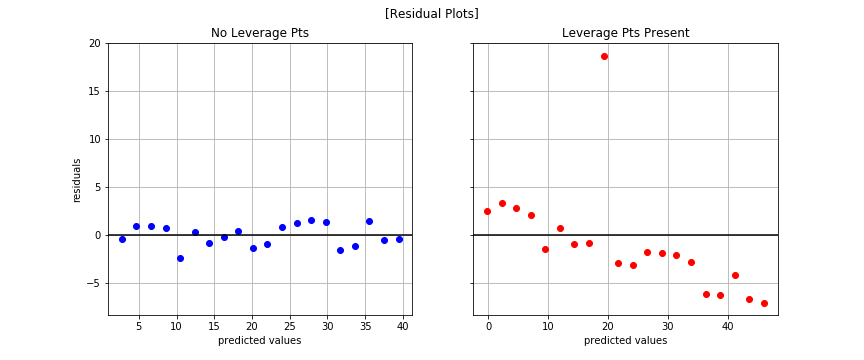 [Residual Plots]
No Leverage Pts
Leverage Pts Present
20
15
10
5
0
−5
residuals
5 10 15 20 25 30 35 40
0 10 20 30 40
predicted values
predicted values